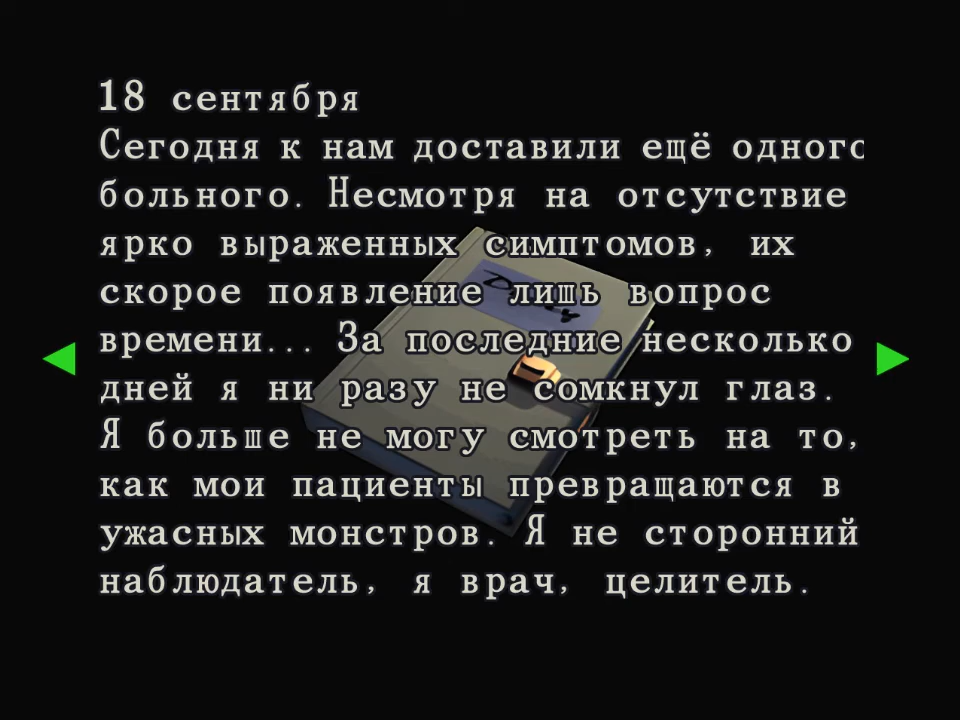 18 сентября
Сегодня к нам доставили ещё одного
больного. Несмотря на отсутствие
ярко выраженных симптомов, их
скорое появление лишь вопрос
времени... За последние несколько
дней я ни разу не сомкнул глаз.
Я больше не могу смотреть на то,
как мои пациенты превращаются в
ужасных монстров. Я не сторонний
наблюдатель, я врач, целитель.